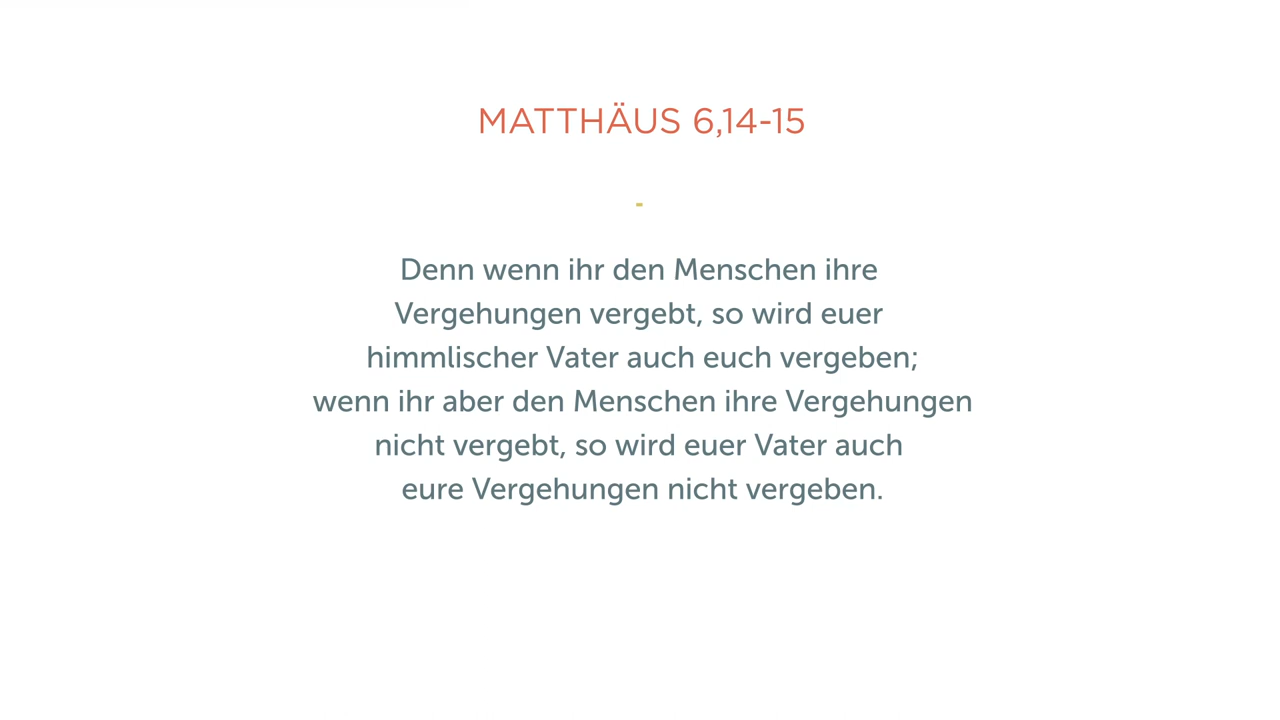 MATTHÄUS 6,14-15
-
Denn wenn ihr den Menschen ihre
Vergehungen vergebt, so wird euer
himmlischer Vater auch euch vergeben;
wenn ihr aber den Menschen ihre Vergehungen
nicht vergebt, so wird euer Vater auch
eure Vergehungen nicht vergeben.